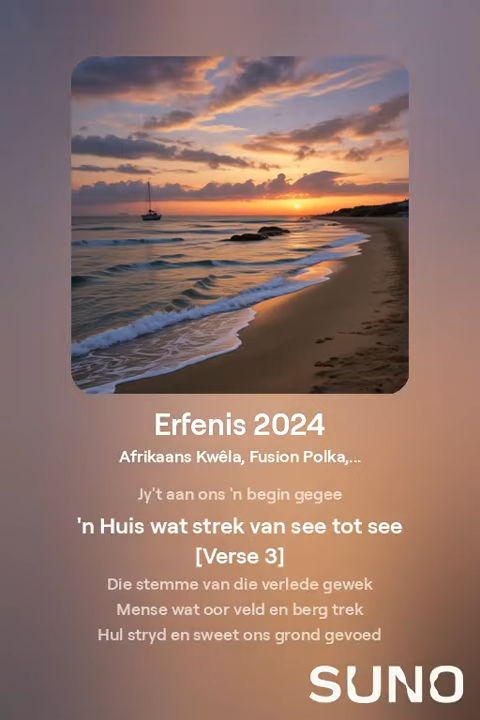 Erfenis 2024
Afrikaans Kwêla, Fusion Polka,...
Jy't aan ons 'n begin gegee
'n Huis wat strek van see tot see
[Verse 3]
Die stemme van die verlede gewek
Mense wat oor veld en berg trek
Hul stryd en sweet ons grond gevoed
SUNO